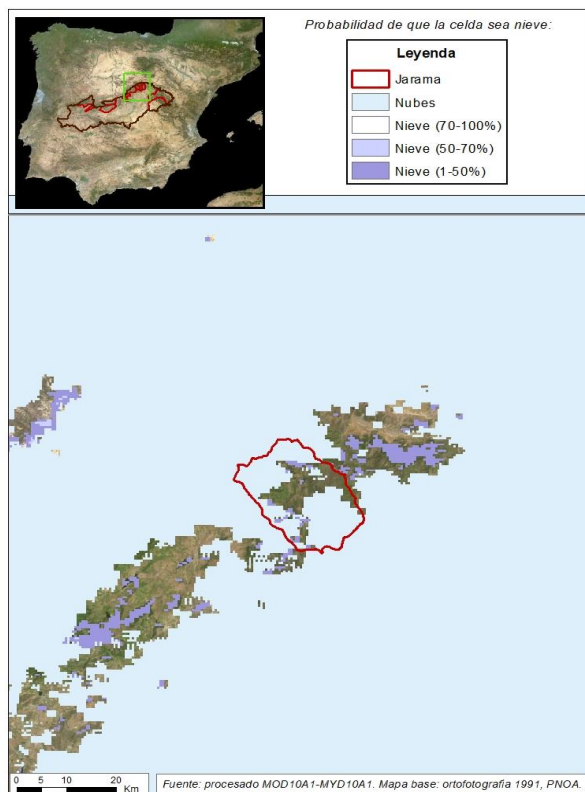 Probabilidad de que la celda sea nieve:
Leyenda
Jarama
Nubes
Nieve (70-100%)
Nieve (50-70%)
Nieve (1-50%)
0 5 10 20
Km
Fuente: procesado MOD10A1-MYD10A1. Mapa base: ortofotografia 1991, PNOA.